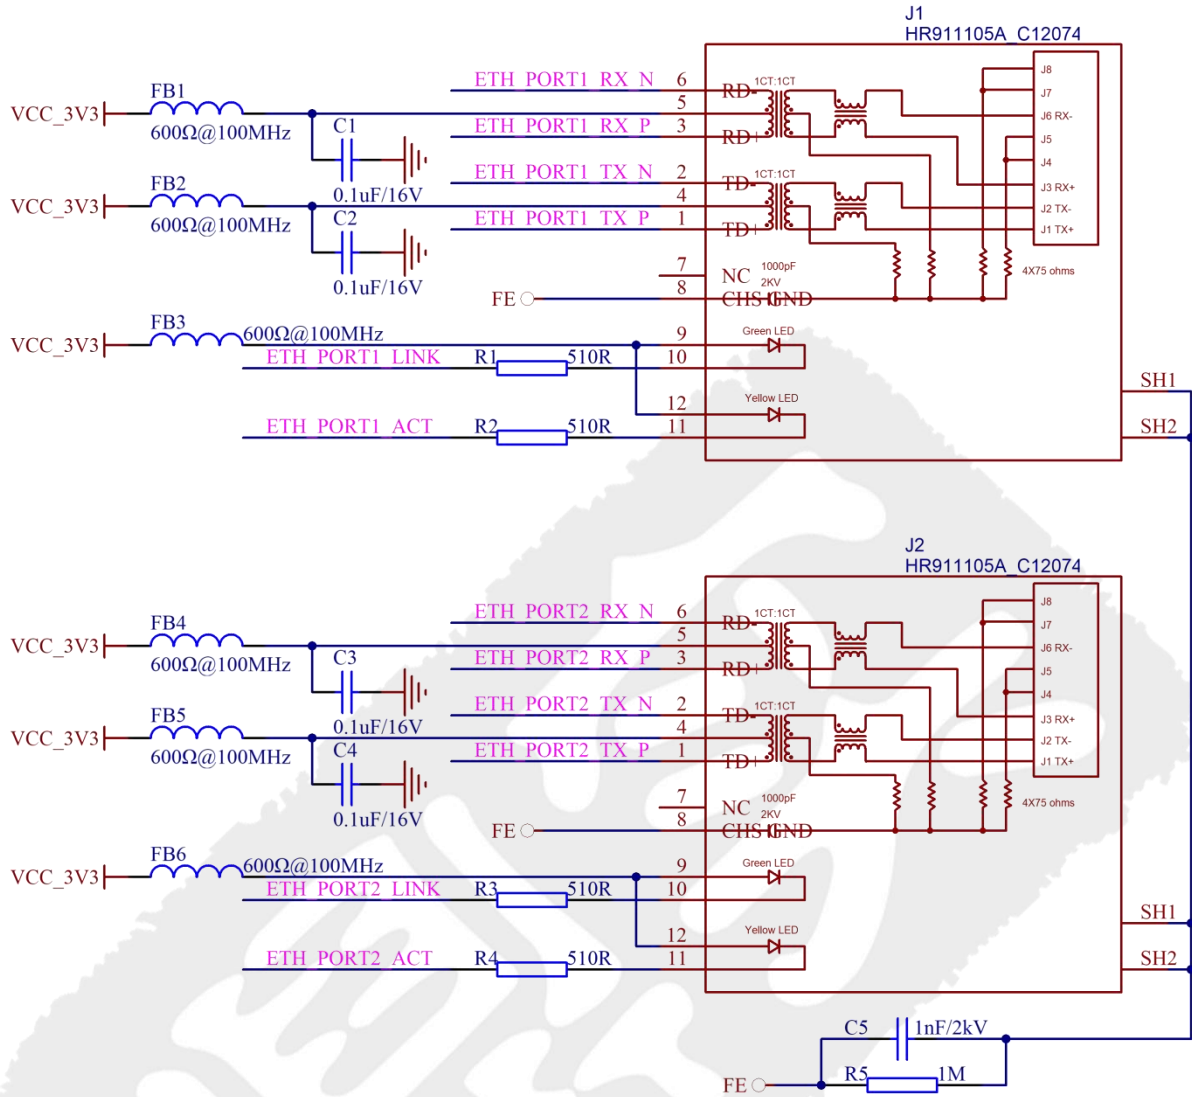 J1
HR911105A_C12074
VCC_3V3
FB1
600Ω@100MHz
C1
0.1uF/16V
VCC_3V3
FB2
600Ω@100MHz
C2
0.1uF/16V
ETH_PORT1_RX_N
ETH_PORT1_RX_P
ETH_PORT1_TX_N
ETH_PORT1_TX_P
6
5
3
2
4
1
7
8
RD-
RD+
TD-
TD+
NC
CHS GND
1CT:1CT
1CT:1CT
1000pF
2KV
J8
J7
J6 RX-
J5
J4
J3 RX+
J2 TX-
J1 TX+
4X75 ohms
FE
VCC_3V3
FB3
600Ω@100MHz
ETH_PORT1_LINK
R1
510R
9
10
Green LED
ETH_PORT1_ACT
R2
510R
12
11
Yellow LED
SH1
SH2
J2
HR911105A_C12074
VCC_3V3
FB4
600Ω@100MHz
C3
0.1uF/16V
VCC_3V3
FB5
600Ω@100MHz
C4
0.1uF/16V
ETH_PORT2_RX_N
ETH_PORT2_RX_P
ETH_PORT2_TX_N
ETH_PORT2_TX_P
6
5
3
2
4
1
7
8
RD-
RD+
TD-
TD+
NC
CHS GND
1CT:1CT
1CT:1CT
1000pF
2KV
J8
J7
J6 RX-
J5
J4
J3 RX+
J2 TX-
J1 TX+
4X75 ohms
FE
VCC_3V3
FB6
600Ω@100MHz
ETH_PORT2_LINK
R3
510R
9
10
Green LED
ETH_PORT2_ACT
R4
510R
12
11
Yellow LED
SH1
SH2
C5
1nF/2kV
FE
R5
1M